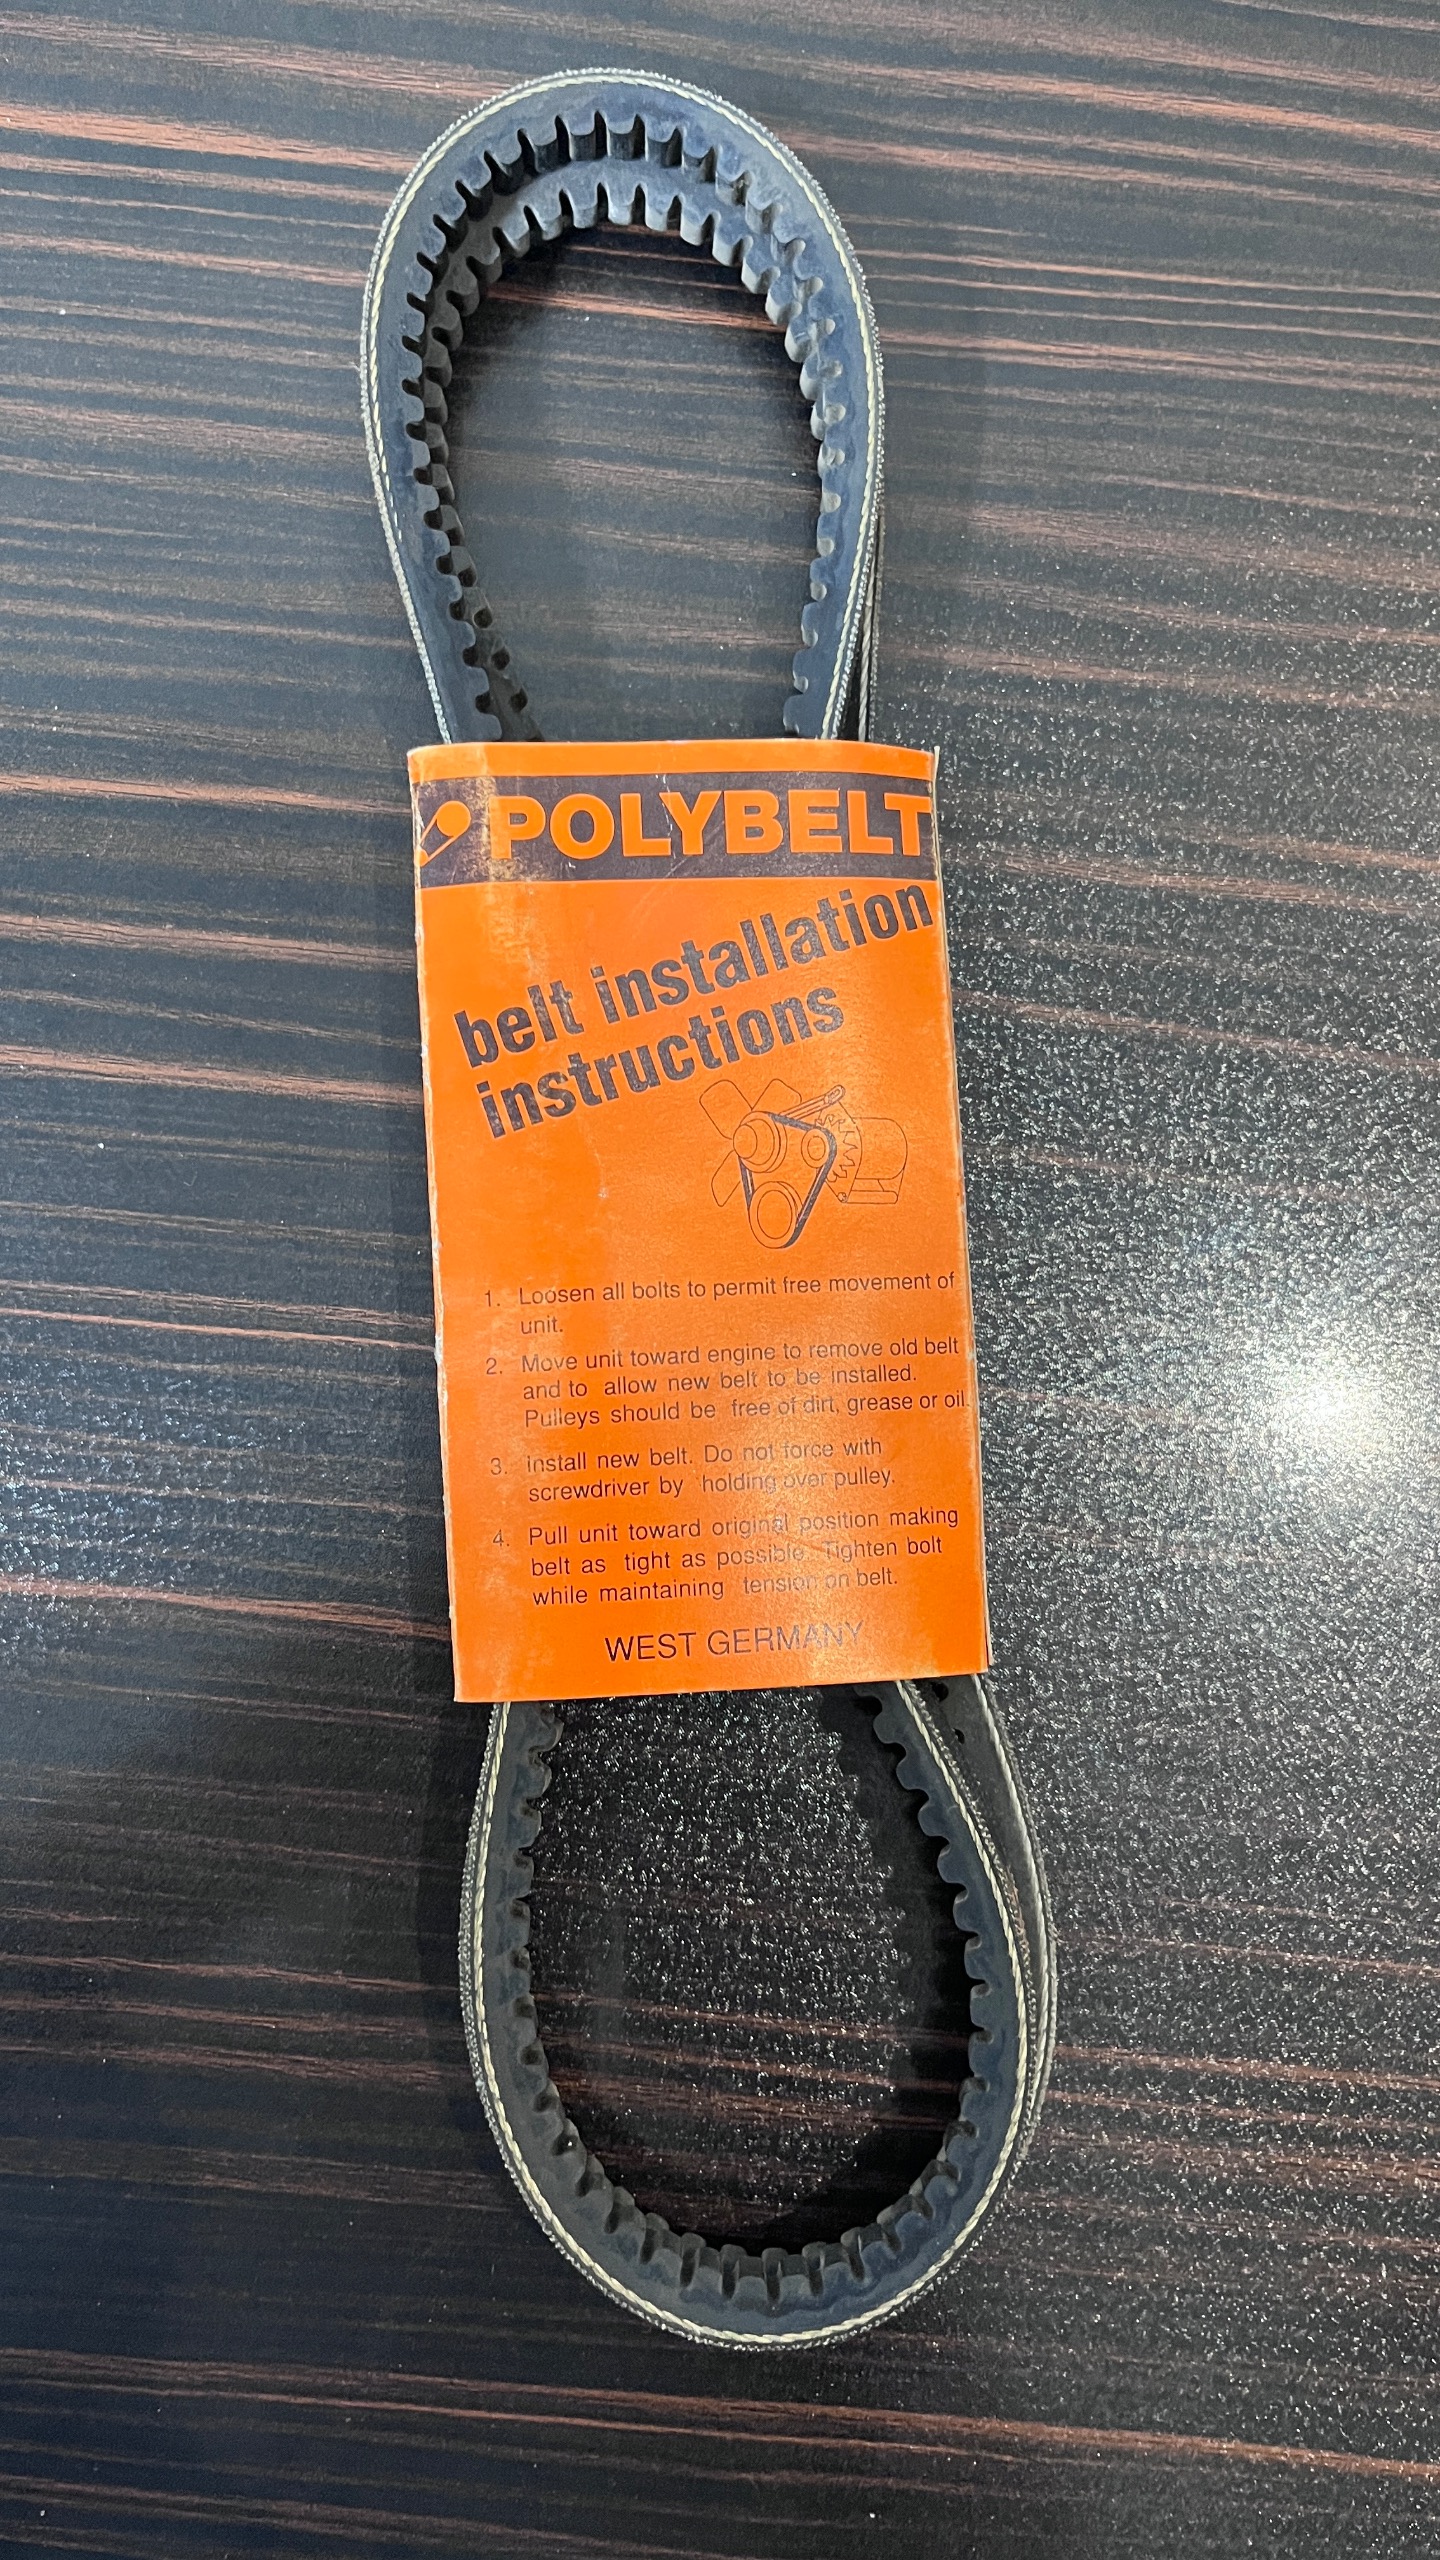 POLYBELT
belt installation
instructions
1. Loosen all bolts to permit free movement of
unit.
2. Move unit toward engine to remove old belt
and to allow new belt to be installed.
Pulleys should be free of dirt, grease or oil.
3. Install new belt. Do not force with
screwdriver by holding over pulley.
4. Pull unit toward original position making
belt as tight as possible. Tighten bolt
while maintaining tension on belt.
WEST GERMANY